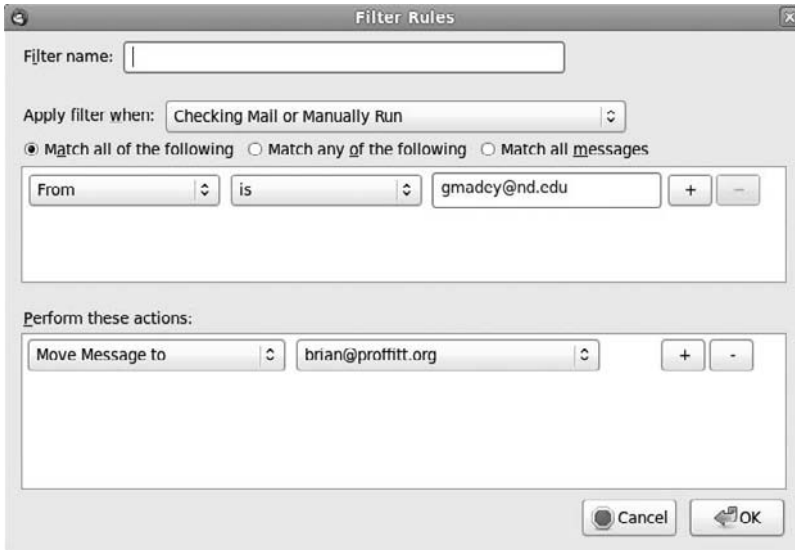 Filter Rules
Filter name:
Apply filter when: Checking Mail or Manually Run
Match all of the following Match any of the following Match all messages
From is gmadey@nd.edu + -
Perform these actions:
Move Message to brian@proffitt.org + -
Cancel OK